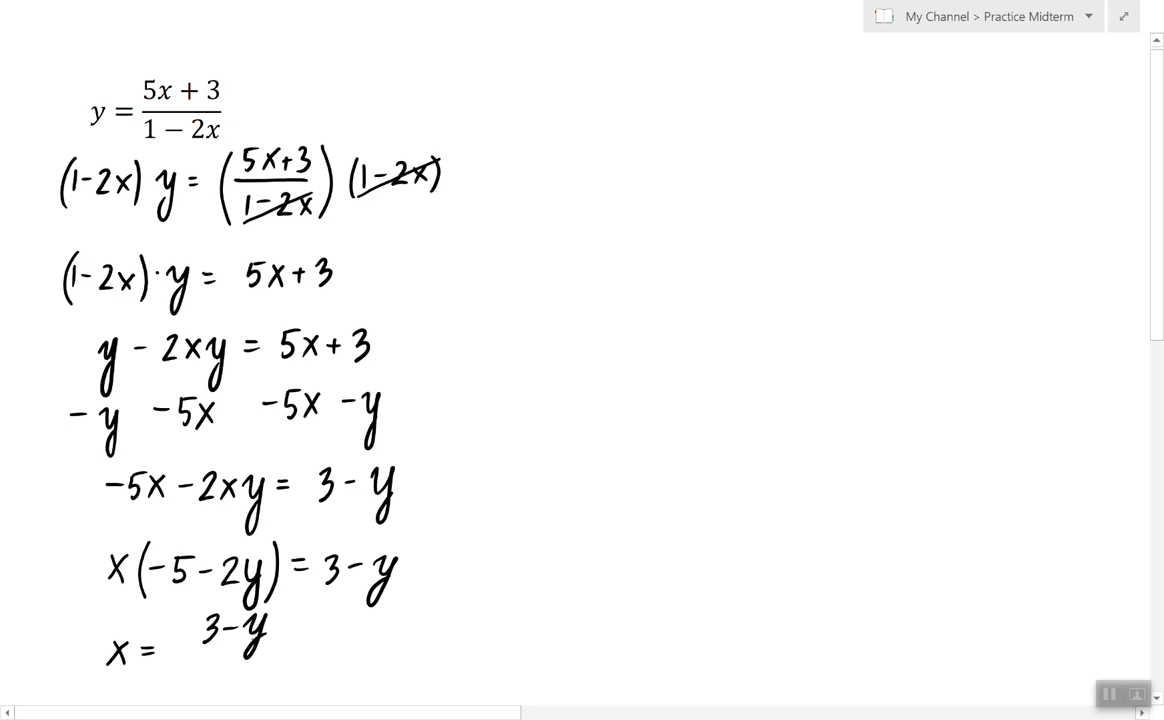 My Channel > Practice Midterm
y = (5x + 3)/(1 − 2x)
(1-2x) y = ((5x+3)/(1-2x)) (1-2x)
(1-2x)·y = 5x+3
y - 2xy = 5x+3
-y -5x -5x -y
-5x -2xy = 3-y
x(-5-2y) = 3-y
x = 3-y